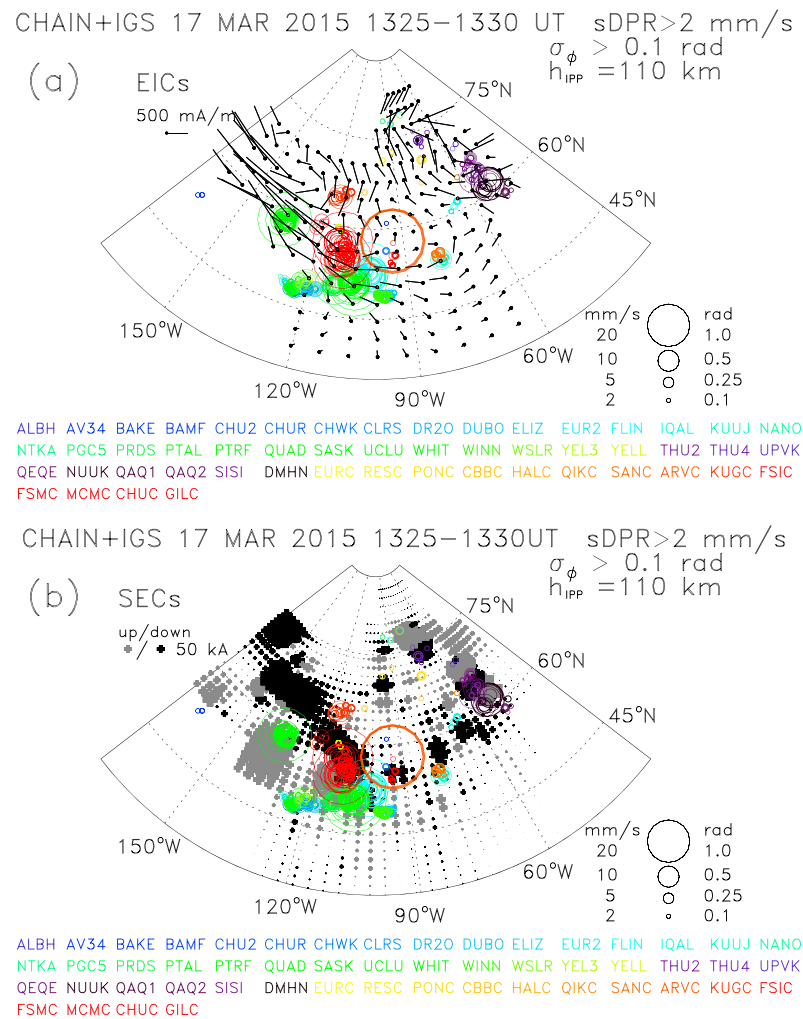 CHAIN+IGS 17 MAR 2015 1325-1330 UT sDPR>2 mm/s
σϕ > 0.1 rad
hIPP =110 km
(a)
EICs
500 mA/m
75°N
60°N
45°N
150°W
120°W
90°W
60°W
mm/s rad
20 1.0
10 0.5
5 0.25
2 0.1
ALBH AV34 BAKE BAMF CHU2 CHUR CHWK CLRS DR2O DUBO ELIZ EUR2 FLIN IQAL KUUJ NANO
NTKA PGC5 PRDS PTAL PTRF QUAD SASK UCLU WHIT WINN WSLR YEL3 YELL THU2 THU4 UPVK
QEQE NUUK QAQ1 QAQ2 SISI DMHN EURC RESC PONC CBBC HALC QIKC SANC ARVC KUGC FSIC
FSMC MCMC CHUC GILC
CHAIN+IGS 17 MAR 2015 1325-1330UT sDPR>2 mm/s
σϕ > 0.1 rad
hIPP =110 km
(b)
SECs
up/down
/ 50 kA
75°N
60°N
45°N
150°W
120°W
90°W
60°W
mm/s rad
20 1.0
10 0.5
5 0.25
2 0.1
ALBH AV34 BAKE BAMF CHU2 CHUR CHWK CLRS DR2O DUBO ELIZ EUR2 FLIN IQAL KUUJ NANO
NTKA PGC5 PRDS PTAL PTRF QUAD SASK UCLU WHIT WINN WSLR YEL3 YELL THU2 THU4 UPVK
QEQE NUUK QAQ1 QAQ2 SISI DMHN EURC RESC PONC CBBC HALC QIKC SANC ARVC KUGC FSIC
FSMC MCMC CHUC GILC